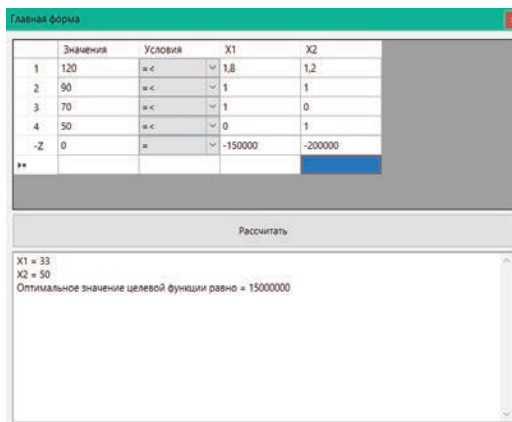 Главная форма
Значения Условия X1 X2
1 120 =< 1,8 1,2
2 90 =< 1 1
3 70 =< 1 0
4 50 =< 0 1
-Z 0 = -150000 -200000
Рассчитать
X1 = 33
X2 = 50
Оптимальное значение целевой функции равно = 15000000